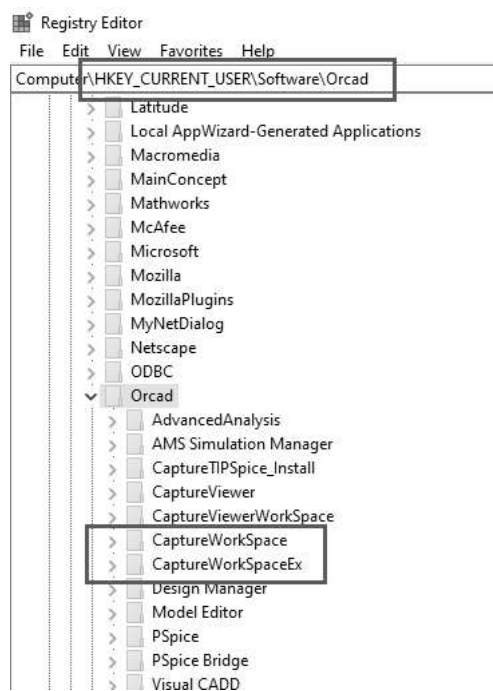 Registry Editor
File Edit View Favorites Help
Computer\HKEY_CURRENT_USER\Software\Orcad
Latitude
Local AppWizard-Generated Applications
Macromedia
MainConcept
Mathworks
McAfee
Microsoft
Mozilla
MozillaPlugins
MyNetDialog
Netscape
ODBC
Orcad
AdvancedAnalysis
AMS Simulation Manager
CaptureTIPSpice_Install
CaptureViewer
CaptureViewerWorkSpace
CaptureWorkSpace
CaptureWorkSpaceEx
Design Manager
Model Editor
PSpice
PSpice Bridge
Visual CADD